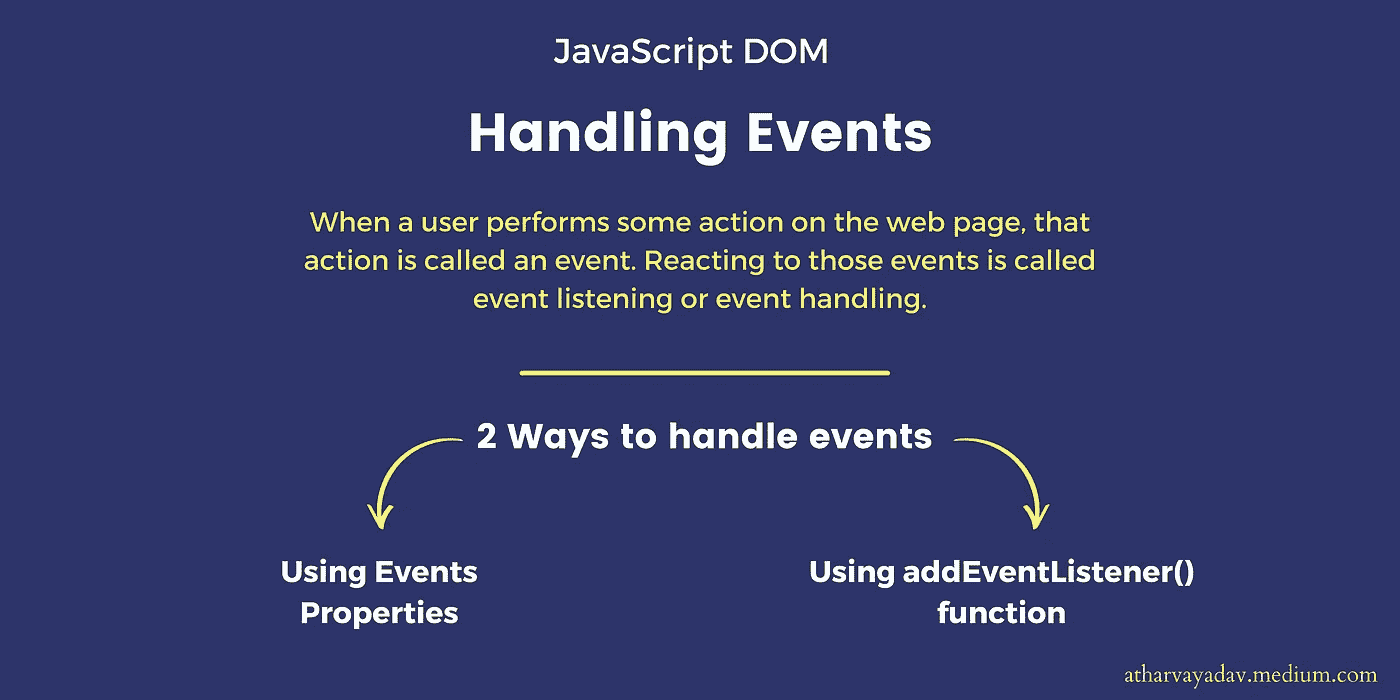 JavaScript DOM
Handling Events
When a user performs some action on the web page, that
action is called an event. Reacting to those events is called
event listening or event handling.
2 Ways to handle events
Using Events
Properties
Using addEventListener()
function
atharvayadav.medium.com